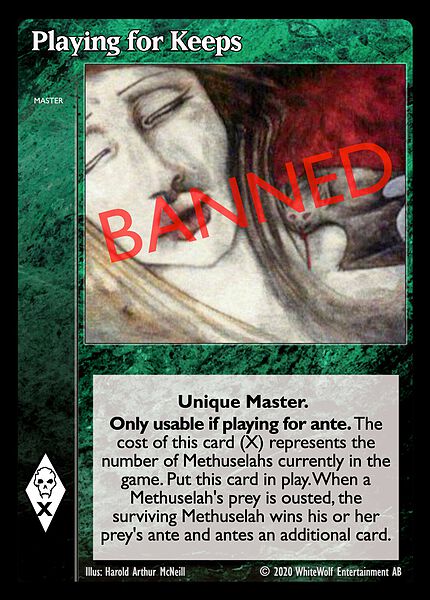 Playing for Keeps
MASTER
BANNED
Unique Master.
Only usable if playing for ante. The
cost of this card (X) represents the
number of Methuselahs currently in the
game. Put this card in play. When a
Methuselah's prey is ousted, the
surviving Methuselah wins his or her
prey's ante and antes an additional card.
X
Illus: Harold Arthur McNeill © 2020 WhiteWolf Entertainment AB